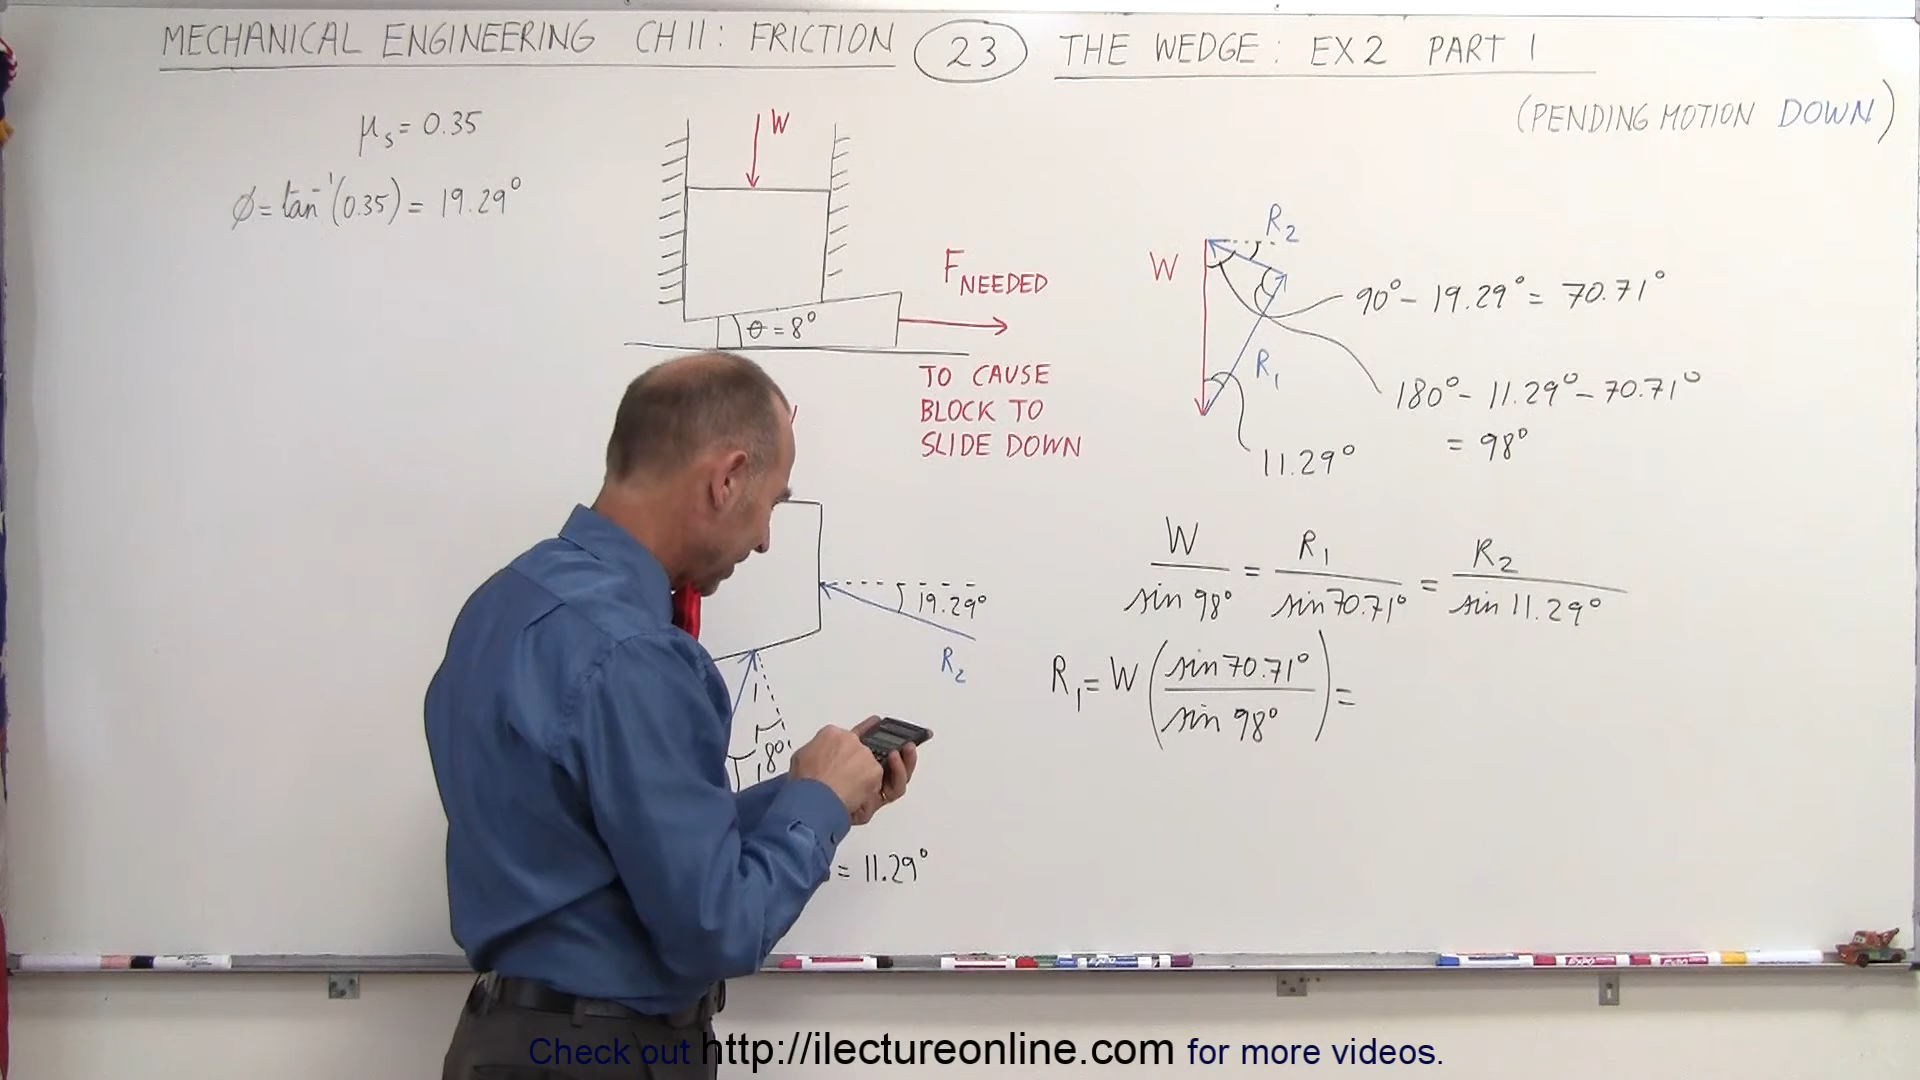 MECHANICAL ENGINEERING CH 11: FRICTION 23 THE WEDGE: EX 2 PART 1
(PENDING MOTION DOWN)
μs = 0.35
φ = tan⁻¹(0.35) = 19.29°
W
θ = 8°
F NEEDED
TO CAUSE
BLOCK TO
SLIDE DOWN
R2
W
90° - 19.29° = 70.71°
R1
180° - 11.29° - 70.71°
= 98°
11.29°
19.29°
R2
8°
= 11.29°
W / sin 98° = R1 / sin 70.71° = R2 / sin 11.29°
R1 = W (sin 70.71° / sin 98°) =
Check out http://ilectureonline.com for more videos.